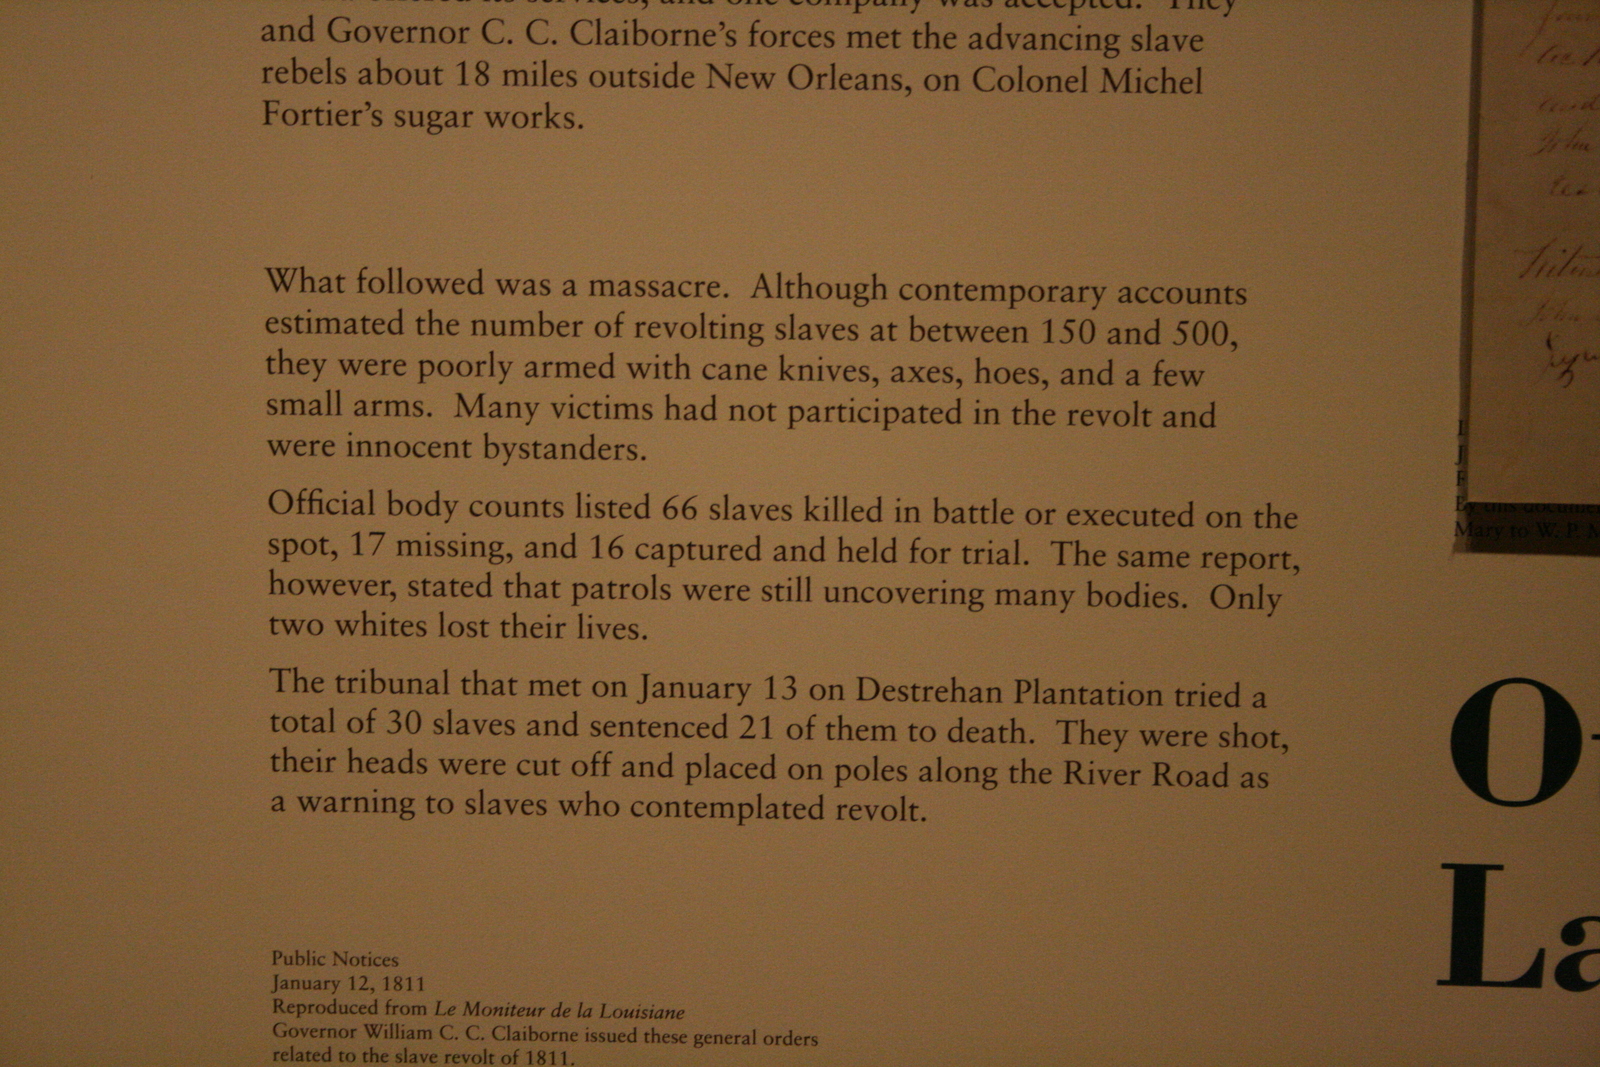 and Governor C. C. Claiborne's forces met the advancing slave
rebels about 18 miles outside New Orleans, on Colonel Michel
Fortier's sugar works.
What followed was a massacre. Although contemporary accounts
estimated the number of revolting slaves at between 150 and 500,
they were poorly armed with cane knives, axes, hoes, and a few
small arms. Many victims had not participated in the revolt and
were innocent bystanders.
Official body counts listed 66 slaves killed in battle or executed on the
spot, 17 missing, and 16 captured and held for trial. The same report,
however, stated that patrols were still uncovering many bodies. Only
two whites lost their lives.
The tribunal that met on January 13 on Destrehan Plantation tried a
total of 30 slaves and sentenced 21 of them to death. They were shot,
their heads were cut off and placed on poles along the River Road as
a warning to slaves who contemplated revolt.
Public Notices
January 12, 1811
Reproduced from Le Moniteur de la Louisiane
Governor William C. C. Claiborne issued these general orders
related to the slave revolt of 1811.
By this
Mary to W. P.
La